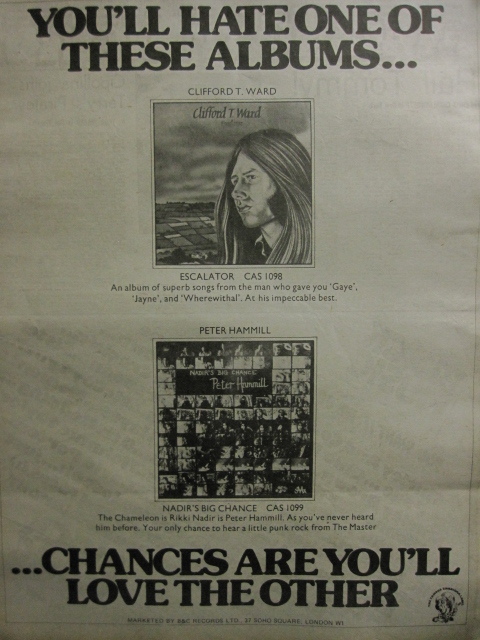 YOU'LL HATE ONE OF
THESE ALBUMS...
CLIFFORD T. WARD
Clifford T. Ward
ESCALATOR CAS 1098
An album of superb songs from the man who gave you 'Gaye',
'Jayne', and 'Wherewithal'. At his impeccable best.
PETER HAMMILL
NADIR'S BIG CHANCE
Peter Hammill
NADIR'S BIG CHANCE CAS 1099
The Chameleon is Rikki Nadir is Peter Hammill. As you've never heard
him before. Your only chance to hear a little punk rock from The Master
...CHANCES ARE YOU'LL
LOVE THE OTHER
MARKETED BY B&C RECORDS LTD., 37 SOHO SQUARE, LONDON W1.